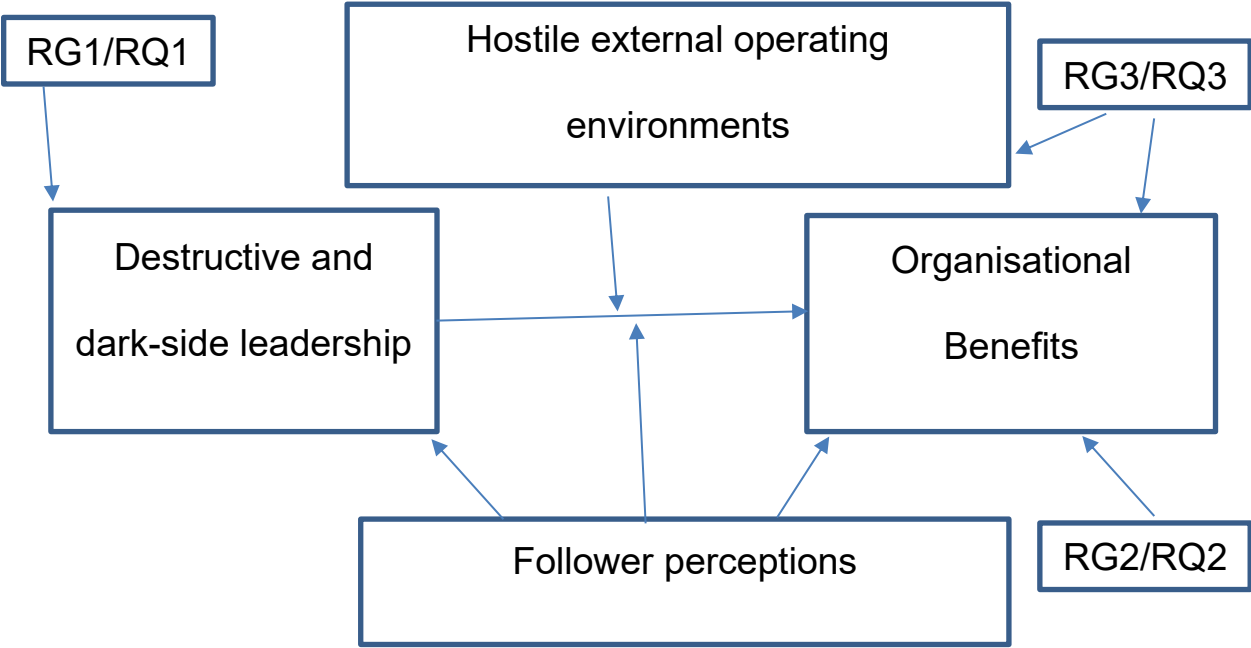 RG1/RQ1
Hostile external operating
environments
RG3/RQ3
Destructive and
dark-side leadership
Organisational
Benefits
Follower perceptions
RG2/RQ2